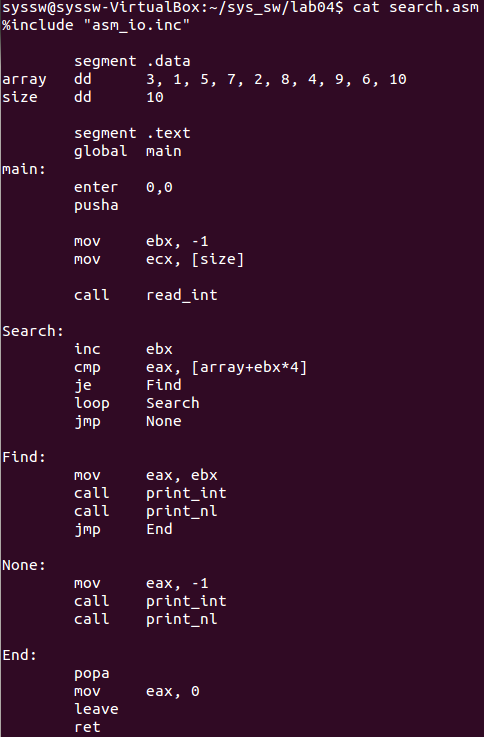 syssw@syssw-VirtualBox:~/sys_sw/lab04$ cat search.asm
%include "asm_io.inc"
segment .data
array dd 3, 1, 5, 7, 2, 8, 4, 9, 6, 10
size dd 10
segment .text
global main
main:
enter 0,0
pusha
mov ebx, -1
mov ecx, [size]
call read_int
Search:
inc ebx
cmp eax, [array+ebx*4]
je Find
loop Search
jmp None
Find:
mov eax, ebx
call print_int
call print_nl
jmp End
None:
mov eax, -1
call print_int
call print_nl
End:
popa
mov eax, 0
leave
ret